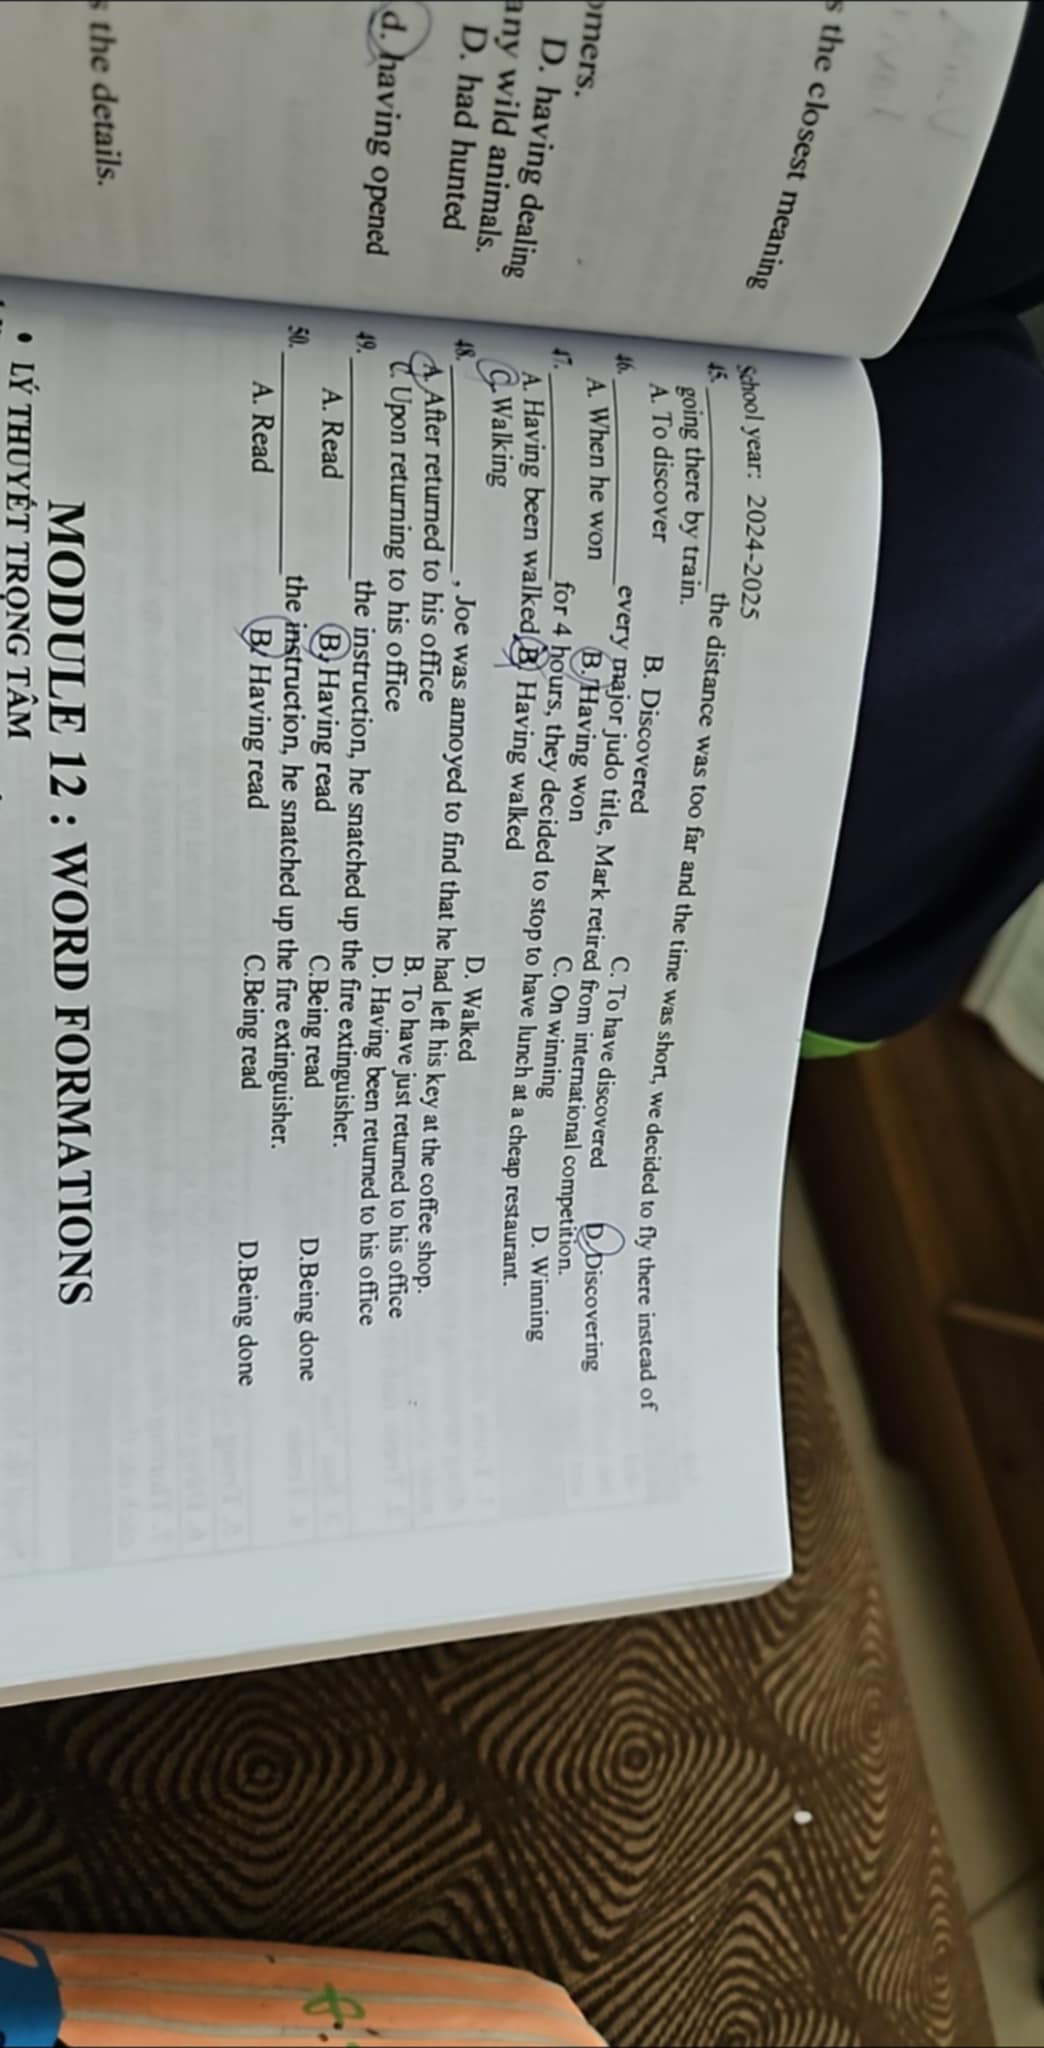 s the closest meaning
omers.
D. having dealing
any wild animals.
D. had hunted
d. having opened
s the details.
School year: 2024-2025
45. ____________ the distance was too far and the time was short, we decided to fly there instead of
going there by train.
A. To discover B. Discovered C. To have discovered D. Discovering
46. ____________ every major judo title, Mark retired from international competition.
A. When he won B. Having won C. On winning D. Winning
47. ____________ for 4 hours, they decided to stop to have lunch at a cheap restaurant.
A. Having been walked B. Having walked
C. Walking D. Walked
48. ____________, Joe was annoyed to find that he had left his key at the coffee shop.
A. After returned to his office B. To have just returned to his office
C. Upon returning to his office D. Having been returned to his office
49. ____________ the instruction, he snatched up the fire extinguisher.
A. Read B. Having read C.Being read D.Being done
50. ____________ the instruction, he snatched up the fire extinguisher.
A. Read B. Having read C.Being read D.Being done
MODULE 12 : WORD FORMATIONS
• LÝ THUYẾT TRỌNG TÂM